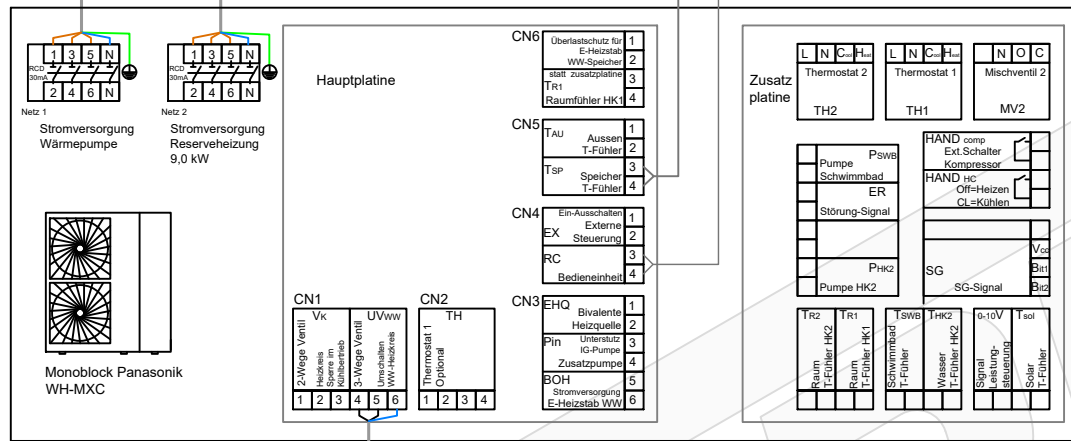 1 3 5 N
RCD
30mA
2 4 6 N
Netz 1
Stromversorgung
Wärmepumpe
1 3 5 N
RCD
30mA
2 4 6 N
Netz 2
Stromversorgung
Reserveheizung
9,0 kW
Monoblock Panasonik
WH-MXC
Hauptplatine
CN6
Überlastschutz für 1
E-Heizstab
WW-Speicher 2
statt zusatzplatine 3
TR1
Raumfühler HK1 4
CN5
TAU 1
Aussen
T-Fühler 2
TSP 3
Speicher
T-Fühler 4
CN4
Ein-Ausschalten 1
Externe
EX 2
Steuerung
RC 3
Bedieneinheit 4
CN3
EHQ 1
Bivalente
Heizquelle 2
Pin Unterstutz 3
IG-Pumpe
Zusatzpumpe 4
BOH 5
Stromversorgung
E-Heizstab WW 6
CN1
VK UVWW
2-Wege Ventil
Heizkreis
Sperre im
Kühlbertrieb
3-Wege Ventil
Umschalten
WW-Heizkreis
1 2 3 4 5 6
CN2
TH
Thermostat 1
Optional
1 2 3 4
Zusatz
platine
L N Cool Heat
Thermostat 2
TH2
L N Cool Heat
Thermostat 1
TH1
N O C
Mischventil 2
MV2
PSWB
Pumpe
Schwimmbad
ER
Störung-Signal
PHK2
Pumpe HK2
HAND comp
Ext.Schalter
Kompressor
HAND HC
Off=Heizen
CL=Kühlen
Vcc
SG Bit1
SG-Signal Bit2
TR2 TR1
Raum
T-Fühler HK2
Raum
T-Fühler HK1
TSWB THK2
Schwimmbad
T-Fühler
Wasser
T-Fühler HK2
0-10V Tsol
Signal
Leistung-
steuerung
Solar
T-Fühler